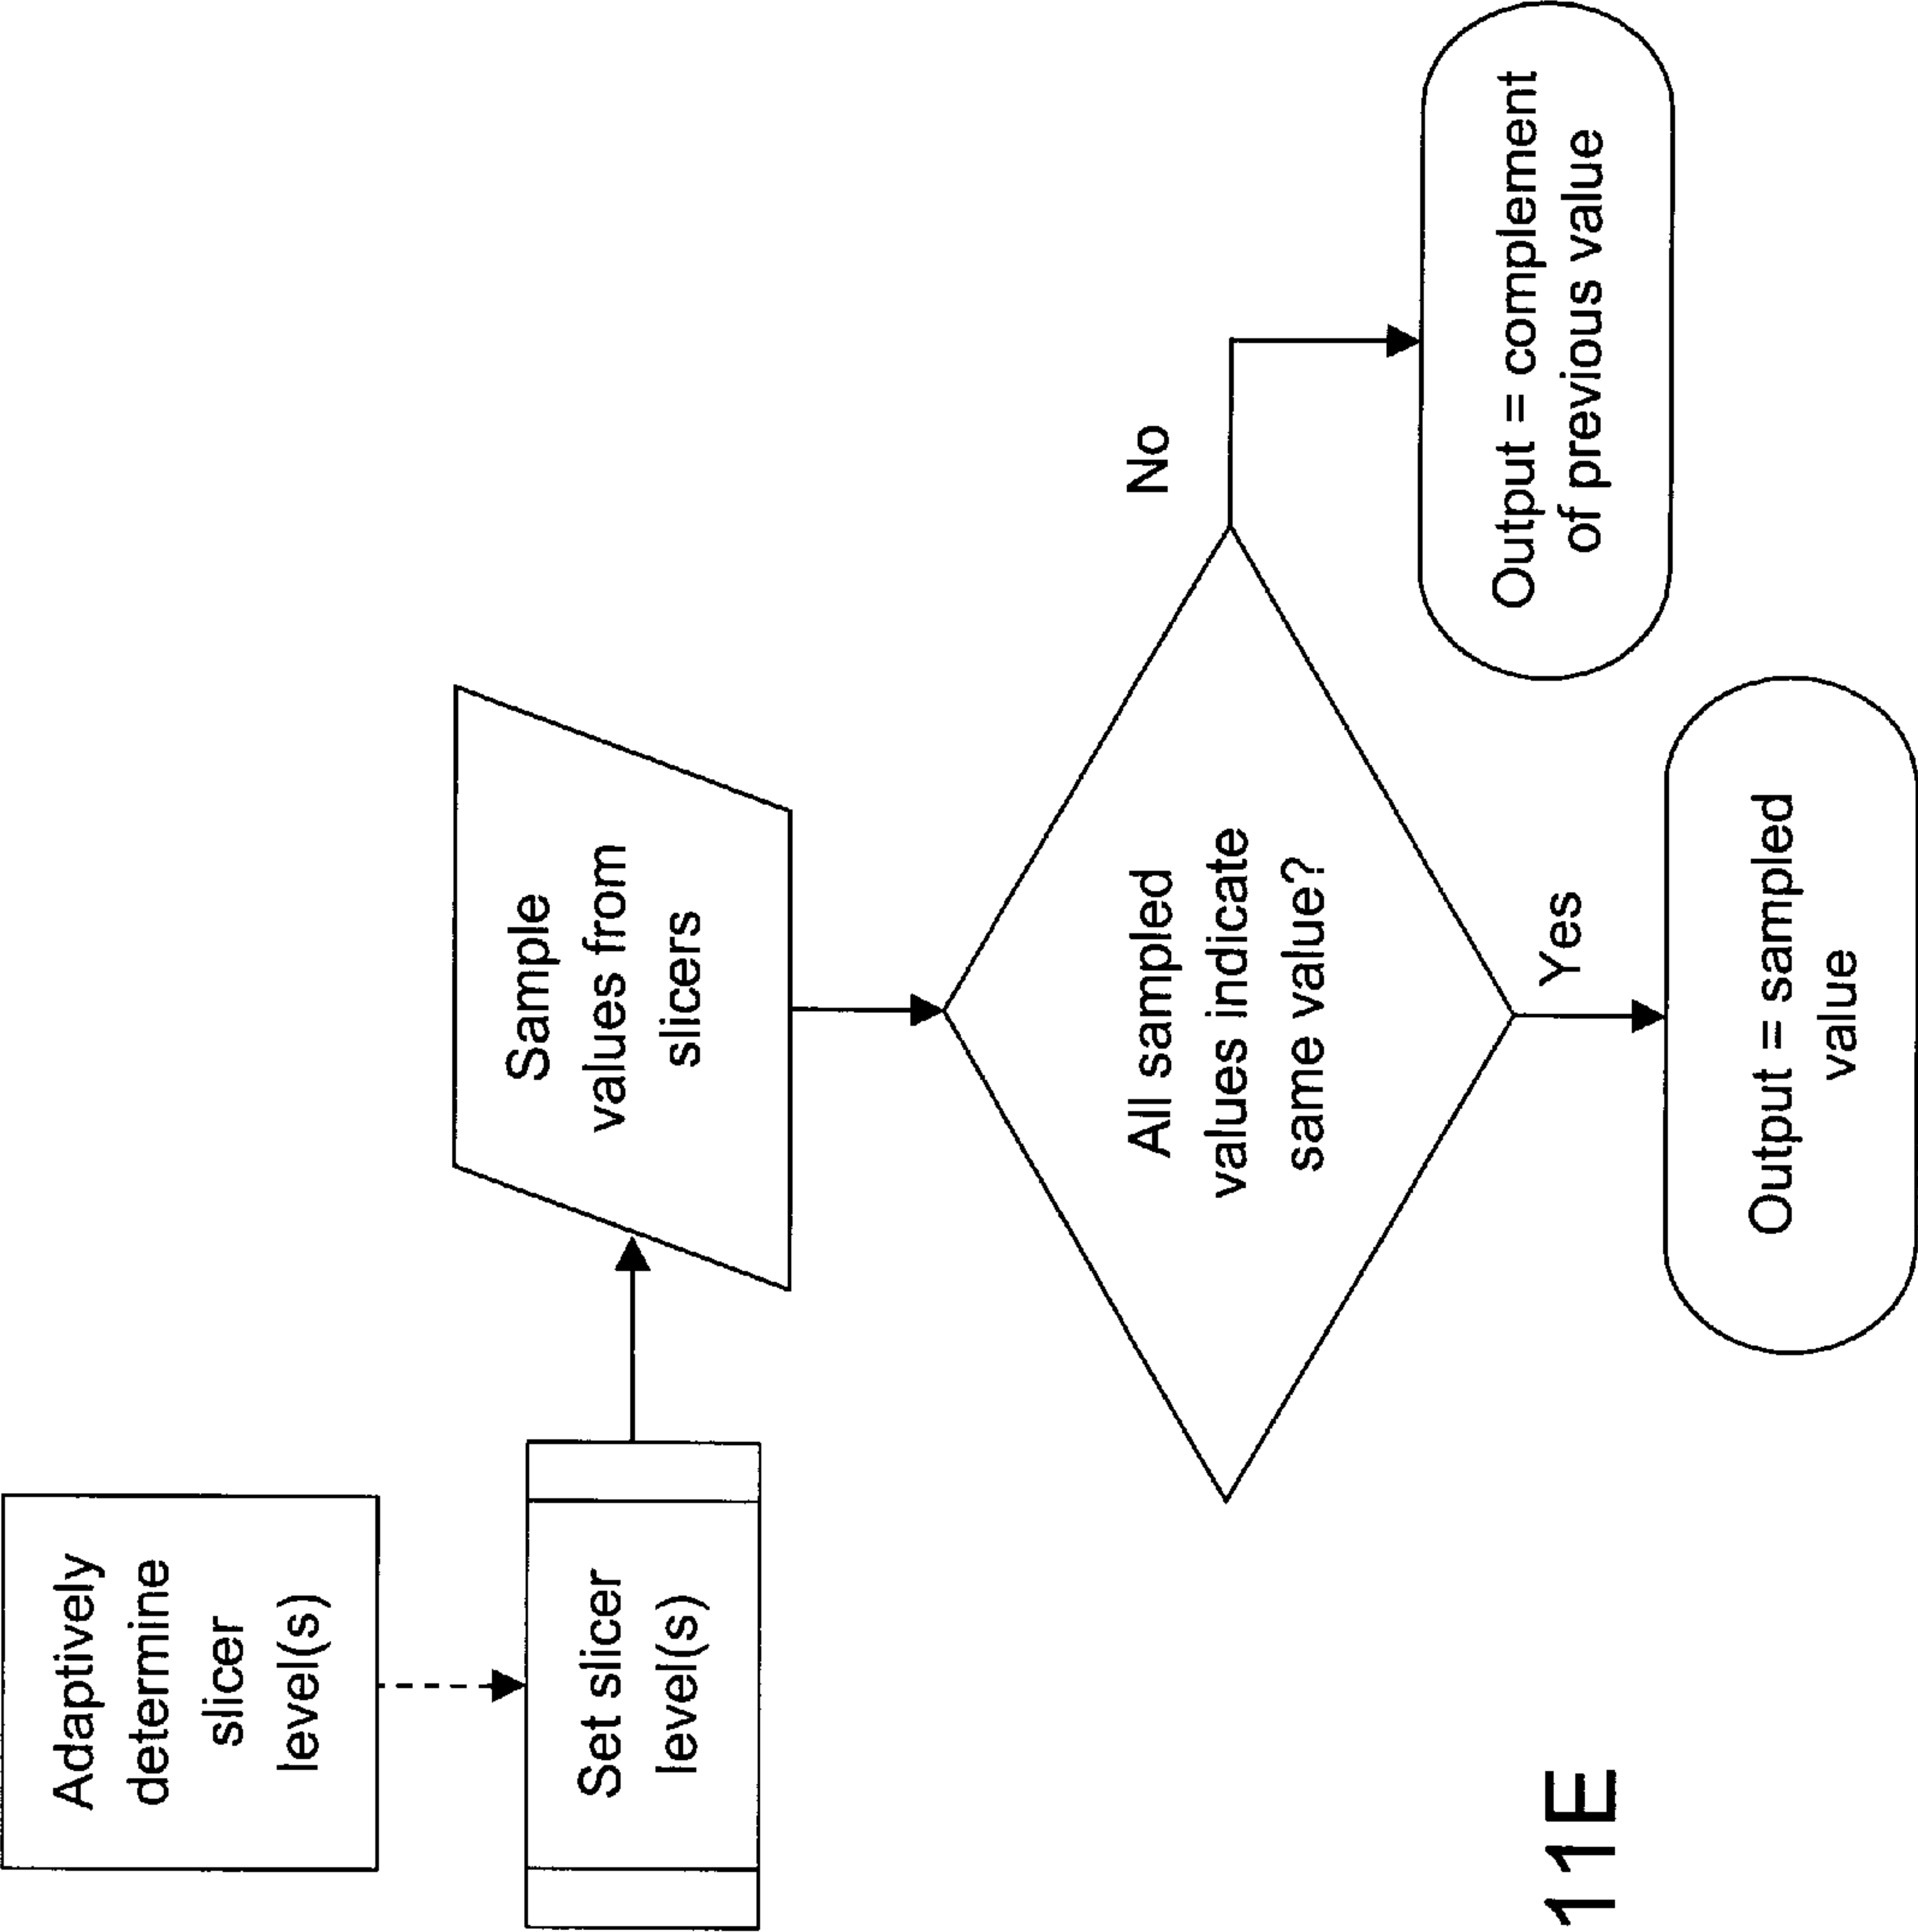 Adaptively
determine
slicer
level(s)
Set slicer
level(s)
Sample
values from
slicers
All sampled
values indicate
same value?
No
Yes
Output = complement
of previous value
Output = sampled
value
11E